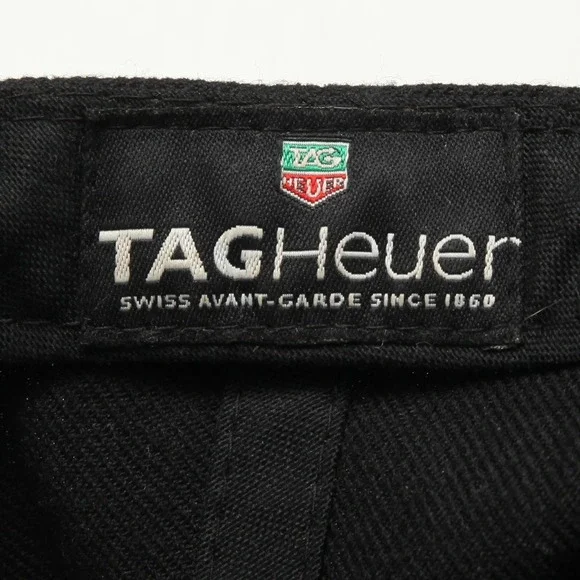 TAG
HEUER
TAGHeuer
SWISS AVANT-GARDE SINCE 1860